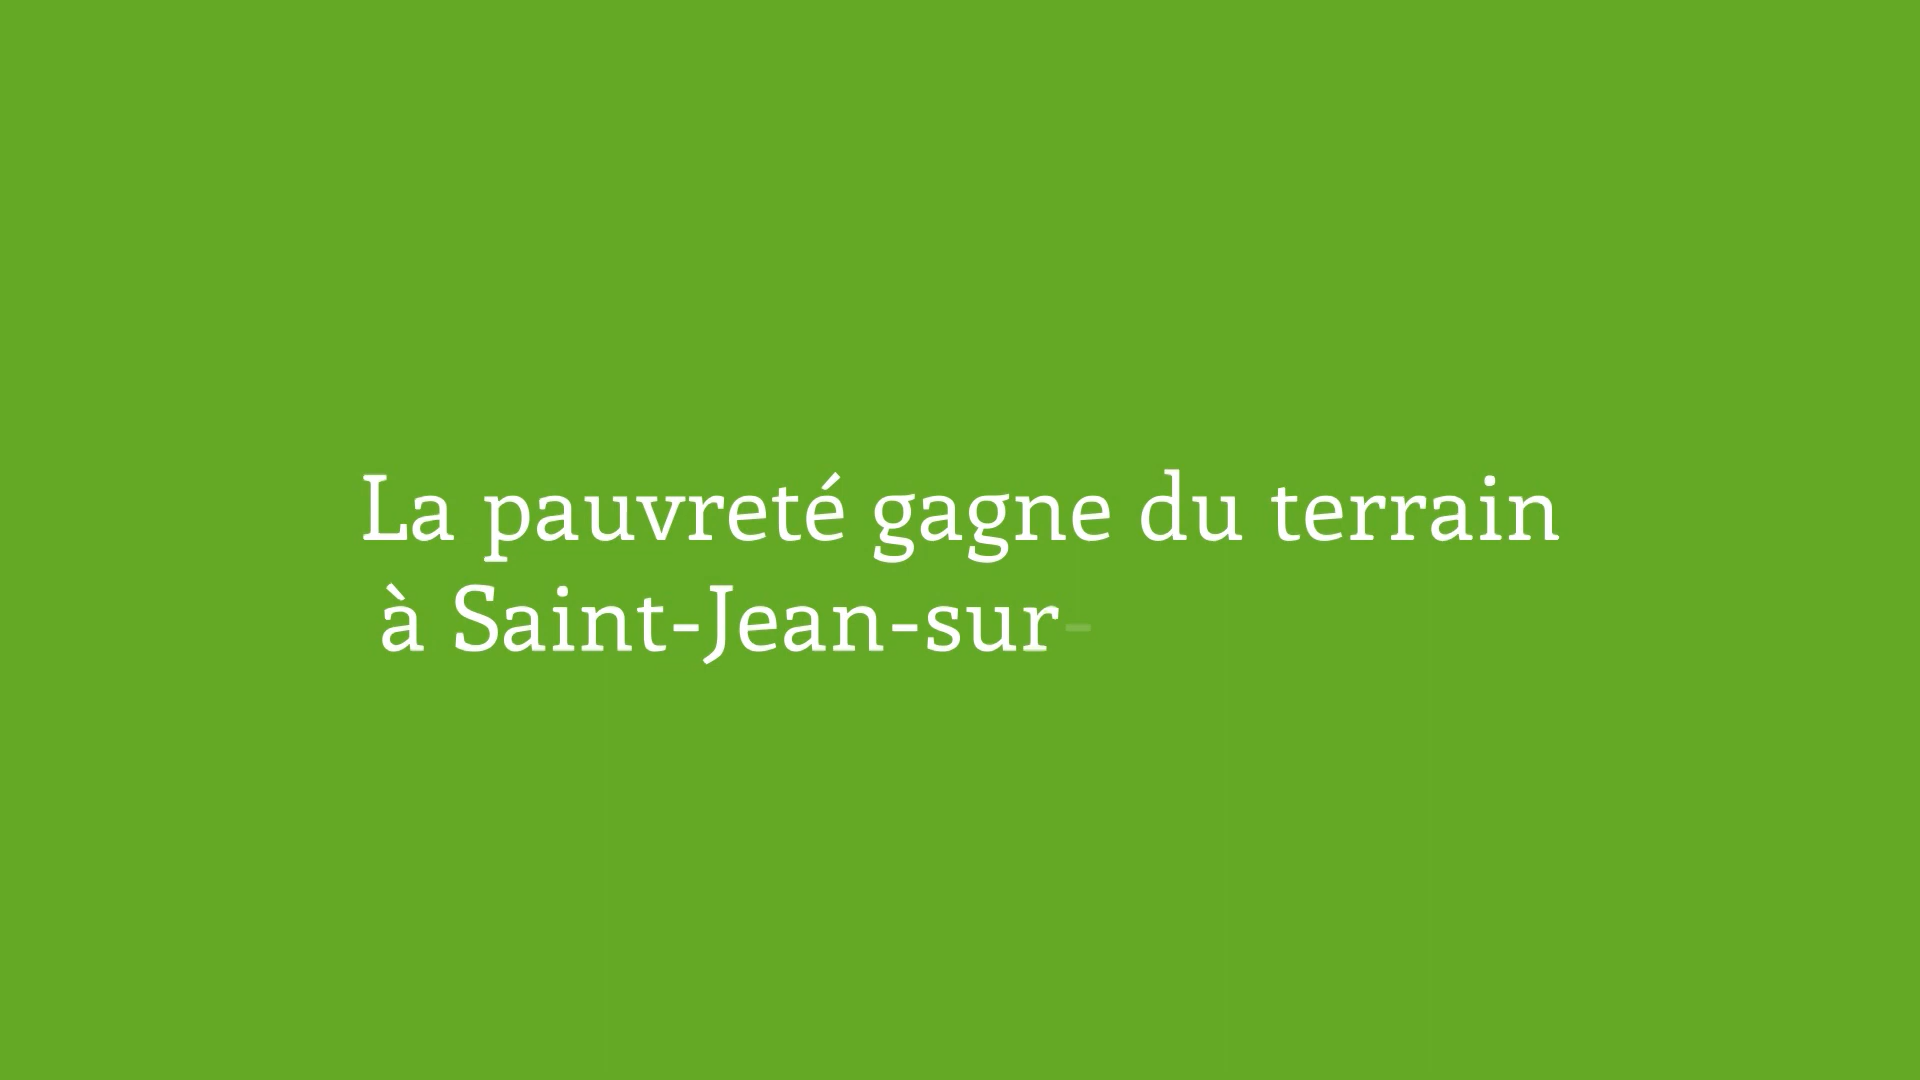 La pauvreté gagne du terrain
à Saint-Jean-sur-